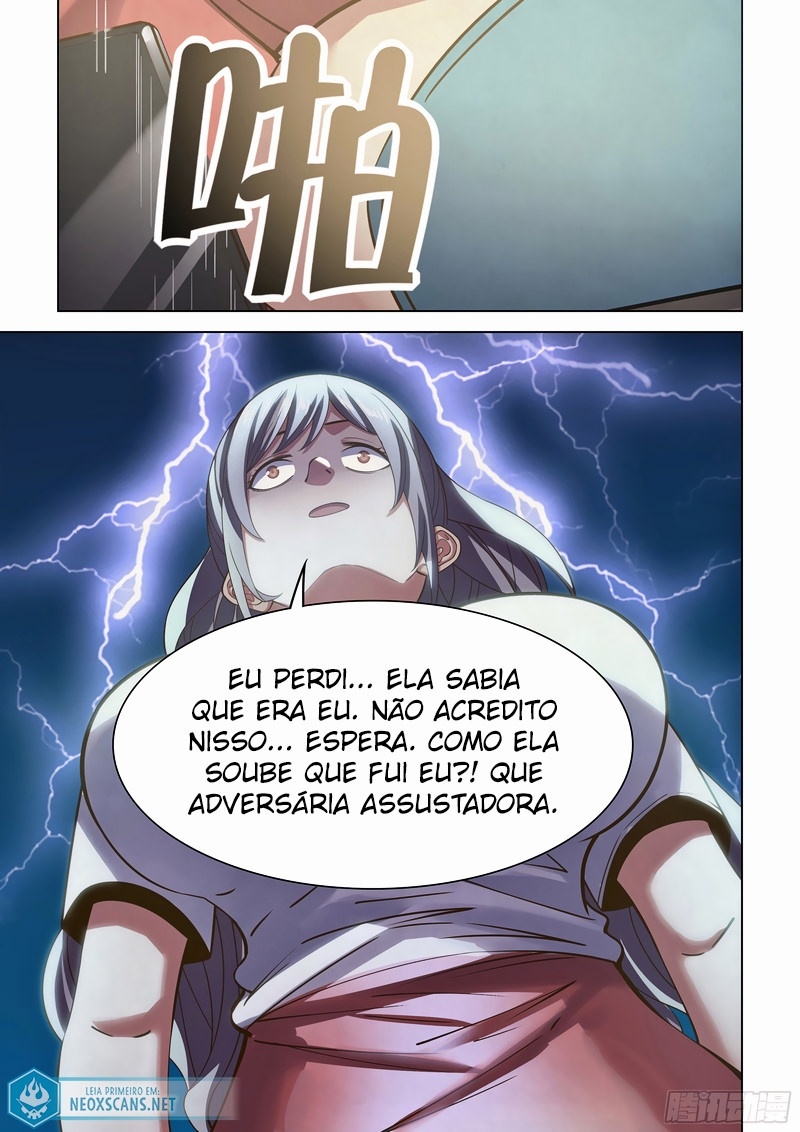 啪
EU PERDI... ELA SABIA
QUE ERA EU. NÃO ACREDITO
NISSO... ESPERA. COMO ELA
SOUBE QUE FUI EU?! QUE
ADVERSÁRIA ASSUSTADORA.
LEIA PRIMEIRO EM:
NEOXSCANS.NET
腾讯动漫